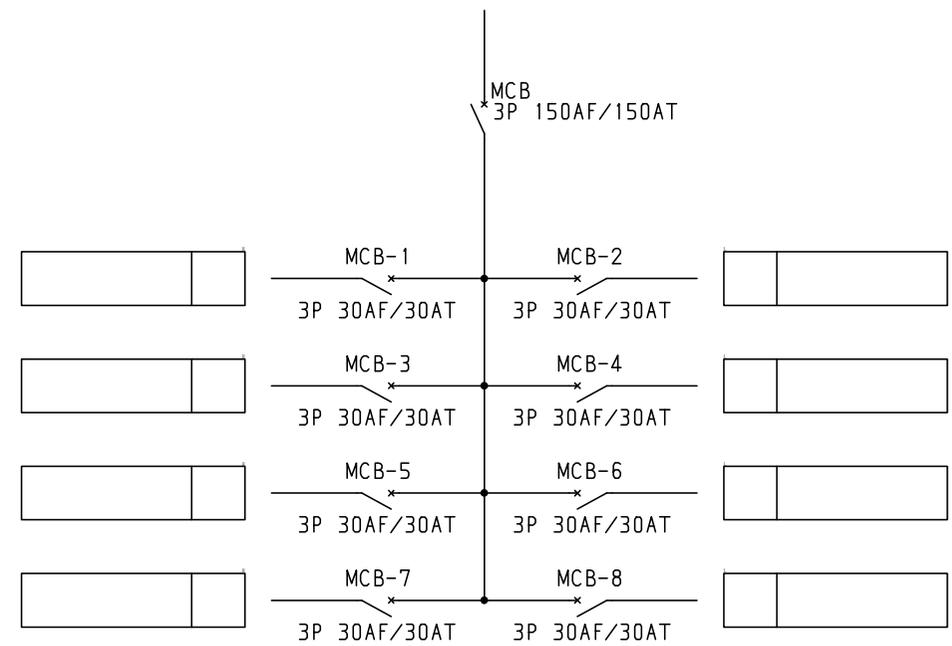 MCB
3P 150AF/150AT
MCB-1
3P 30AF/30AT
MCB-2
3P 30AF/30AT
MCB-3
3P 30AF/30AT
MCB-4
3P 30AF/30AT
MCB-5
3P 30AF/30AT
MCB-6
3P 30AF/30AT
MCB-7
3P 30AF/30AT
MCB-8
3P 30AF/30AT